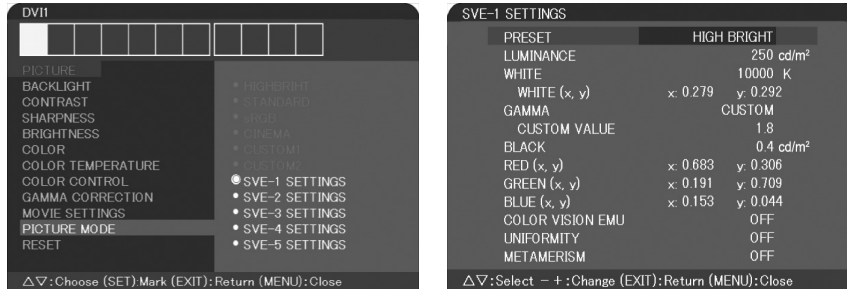 DVI1
PICTURE
BACKLIGHT
CONTRAST
SHARPNESS
BRIGHTNESS
COLOR
COLOR TEMPERATURE
COLOR CONTROL
GAMMA CORRECTION
MOVIE SETTINGS
PICTURE MODE
RESET
HIGHBRIHT
STANDARD
sRGB
CINEMA
CUSTOM1
CUSTOM2
SVE-1 SETTINGS
SVE-2 SETTINGS
SVE-3 SETTINGS
SVE-4 SETTINGS
SVE-5 SETTINGS
△▽:Choose (SET):Mark (EXIT):Return (MENU):Close
SVE-1 SETTINGS
PRESET HIGH BRIGHT
LUMINANCE 250 cd/m²
WHITE 10000 K
WHITE (x, y) x: 0.279 y: 0.292
GAMMA CUSTOM
CUSTOM VALUE 1.8
BLACK 0.4 cd/m²
RED (x, y) x: 0.683 y: 0.306
GREEN (x, y) x: 0.191 y: 0.709
BLUE (x, y) x: 0.153 y: 0.044
COLOR VISION EMU OFF
UNIFORMITY OFF
METAMERISM OFF
△▽:Select －＋:Change (EXIT):Return (MENU):Close